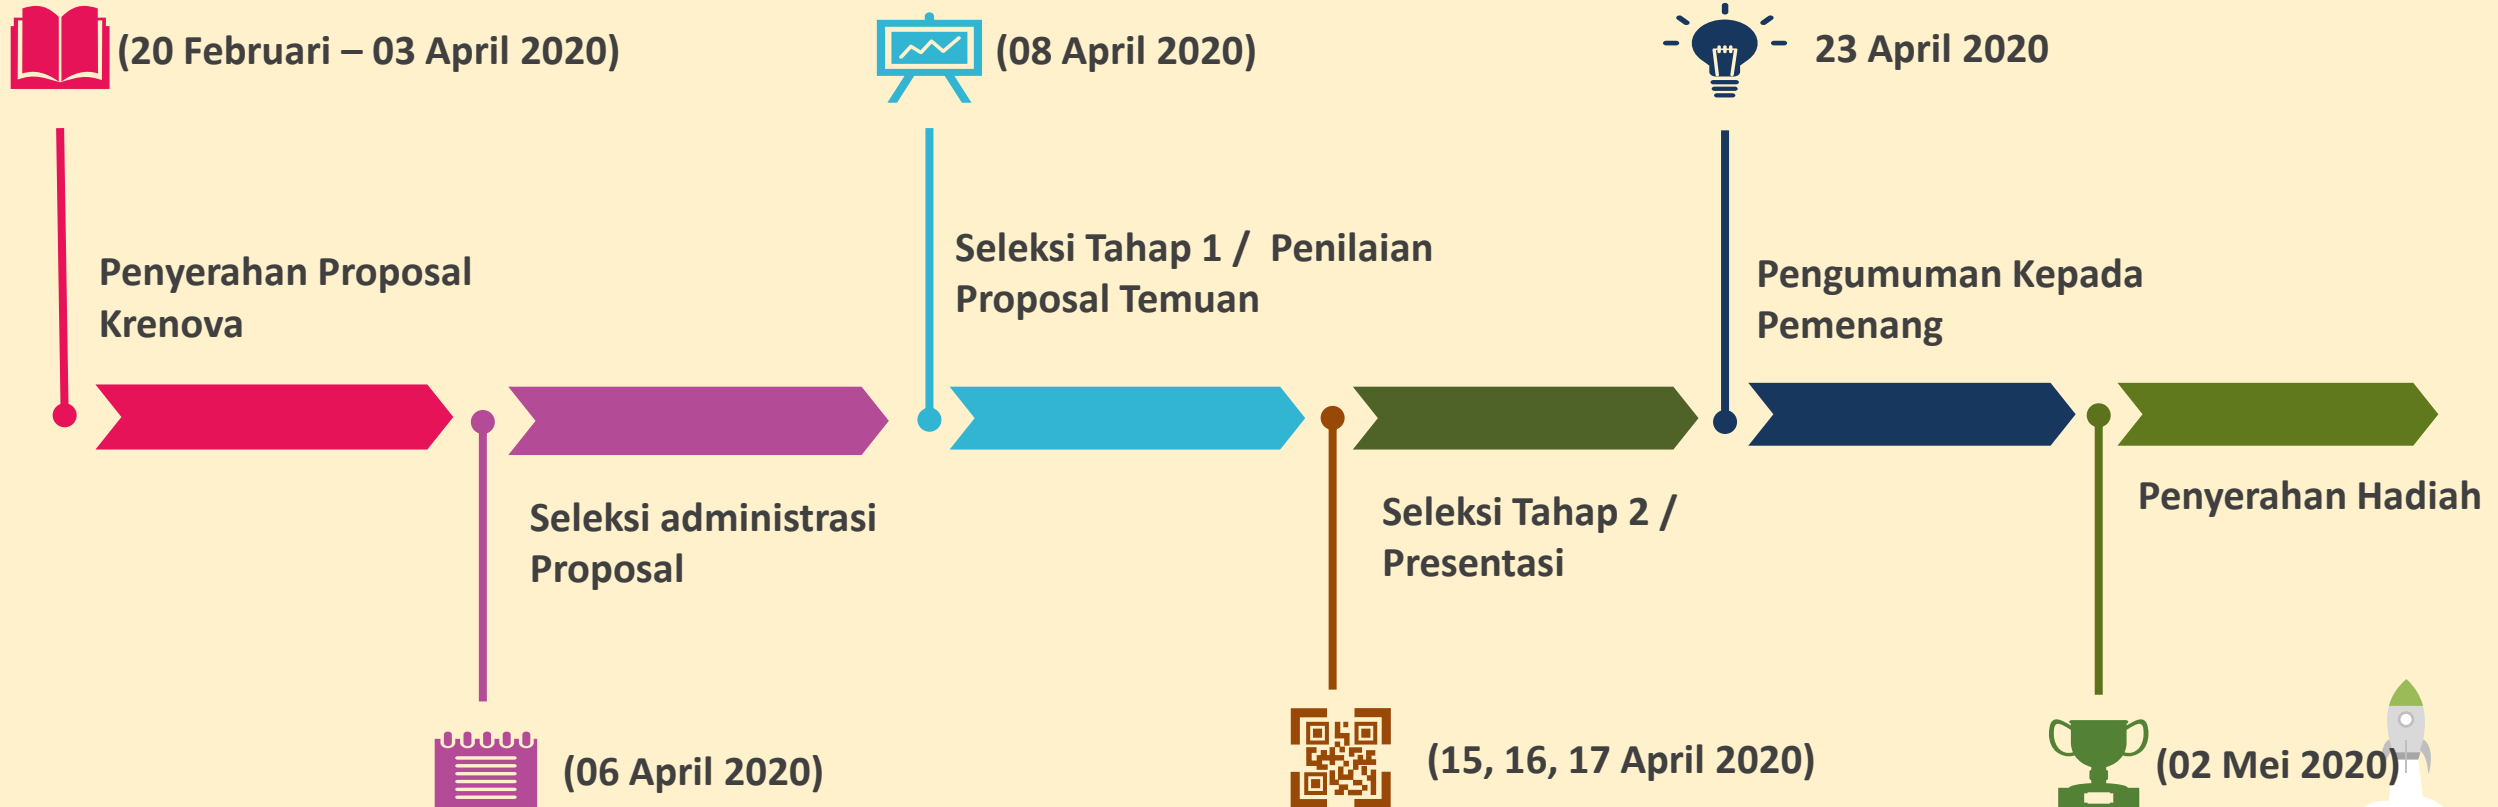 (20 Februari – 03 April 2020)
(08 April 2020)
23 April 2020
Penyerahan Proposal
Krenova
Seleksi Tahap 1 /  Penilaian
Proposal Temuan
Pengumuman Kepada
Pemenang
Seleksi administrasi
Proposal
Seleksi Tahap 2 /
Presentasi
Penyerahan Hadiah
(06 April 2020)
(15, 16, 17 April 2020)
(02 Mei 2020)